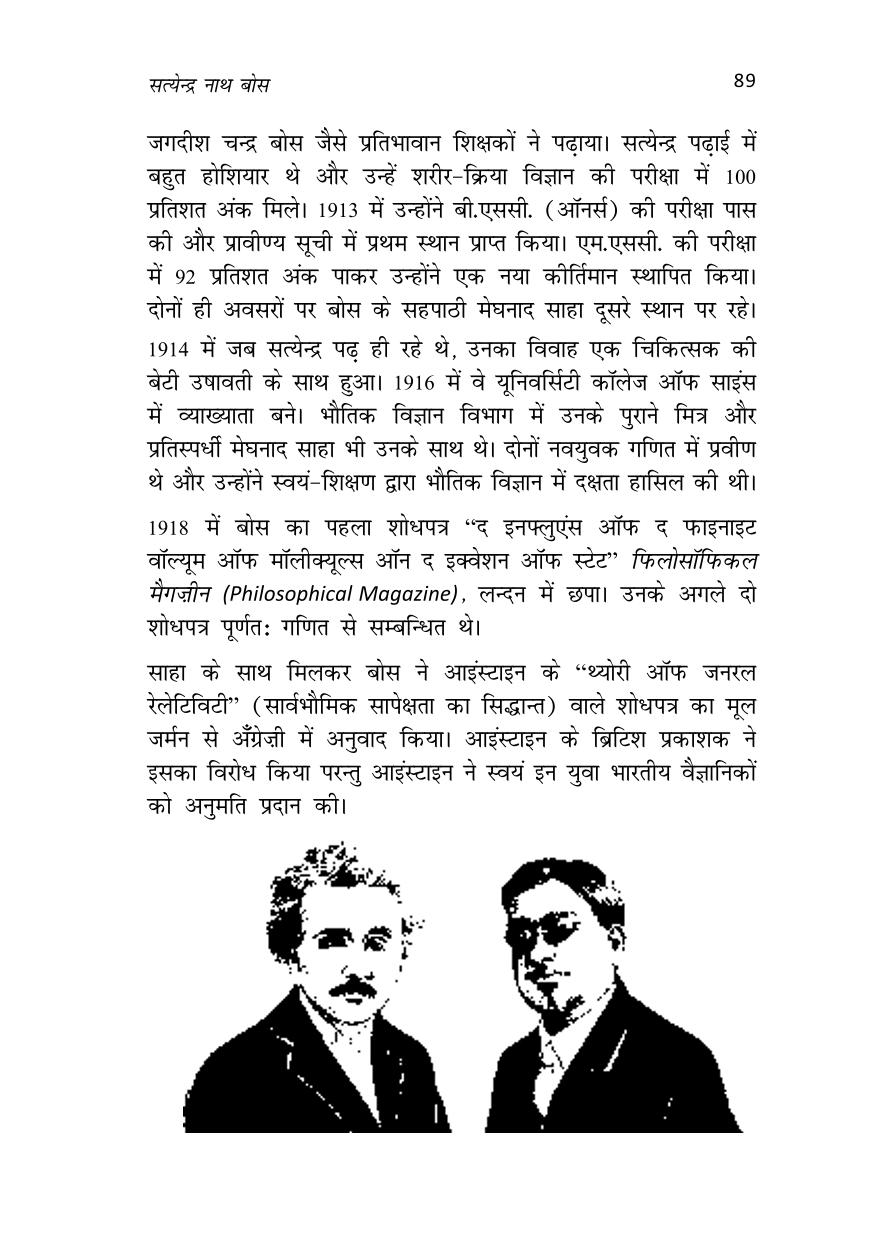 सत्येन्द्र नाथ बोस
89
जगदीश चन्द्र बोस जैसे प्रतिभावान शिक्षकों ने पढ़ाया। सत्येन्द्र पढ़ाई में
बहुत होशियार थे और उन्हें शरीर-क्रिया विज्ञान की परीक्षा में 100
प्रतिशत अंक मिले। 1913 में उन्होंने बी.एससी. (ऑनर्स) की परीक्षा पास
की और प्रावीण्य सूची में प्रथम स्थान प्राप्त किया। एम.एससी. की परीक्षा
में 92 प्रतिशत अंक पाकर उन्होंने एक नया कीर्तिमान स्थापित किया।
दोनों ही अवसरों पर बोस के सहपाठी मेघनाद साहा दूसरे स्थान पर रहे।
1914 में जब सत्येन्द्र पढ़ ही रहे थे, उनका विवाह एक चिकित्सक की
बेटी उषावती के साथ हुआ। 1916 में वे यूनिवर्सिटी कॉलेज ऑफ साइंस
में व्याख्याता बने। भौतिक विज्ञान विभाग में उनके पुराने मित्र और
प्रतिस्पर्धी मेघनाद साहा भी उनके साथ थे। दोनों नवयुवक गणित में प्रवीण
थे और उन्होंने स्वयं-शिक्षण द्वारा भौतिक विज्ञान में दक्षता हासिल की थी।
1918 में बोस का पहला शोधपत्र “द इनफ्लुएंस ऑफ द फाइनाइट
वॉल्यूम ऑफ मॉलीक्यूल्स ऑन द इक्वेशन ऑफ स्टेट” फिलोसॉफिकल
मैगज़ीन (Philosophical Magazine), लन्दन में छपा। उनके अगले दो
शोधपत्र पूर्णत: गणित से सम्बन्धित थे।
साहा के साथ मिलकर बोस ने आइंस्टाइन के “थ्योरी ऑफ जनरल
रेलेटिविटी” (सार्वभौमिक सापेक्षता का सिद्धान्त) वाले शोधपत्र का मूल
जर्मन से अँग्रेज़ी में अनुवाद किया। आइंस्टाइन के ब्रिटिश प्रकाशक ने
इसका विरोध किया परन्तु आइंस्टाइन ने स्वयं इन युवा भारतीय वैज्ञानिकों
को अनुमति प्रदान की।